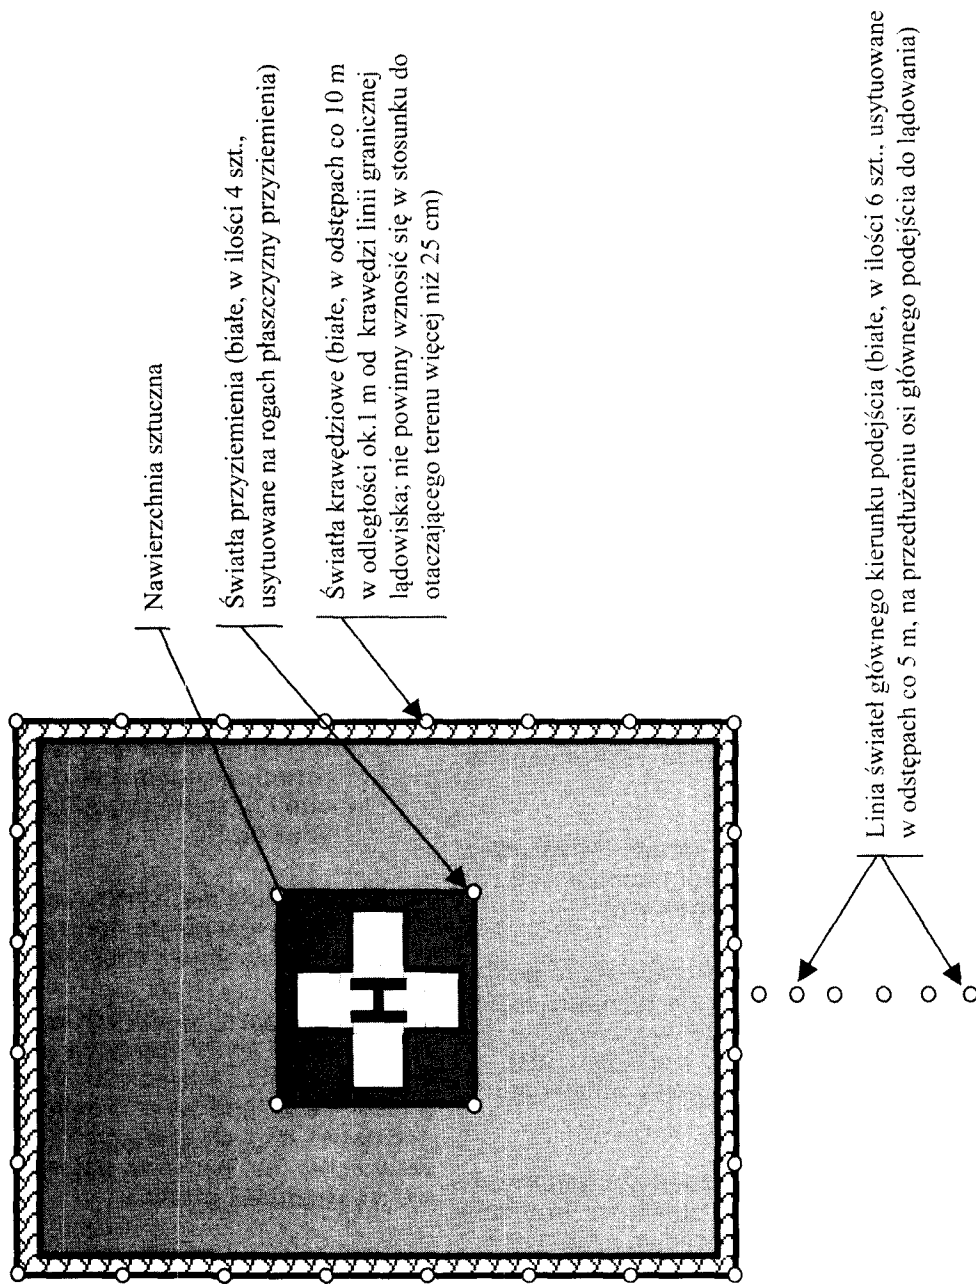 Nawierzchnia sztuczna
Światła przyziemienia (białe, w ilości 4 szt.,
usytuowane na rogach płaszczyzny przyziemienia)
Światła krawędziowe (białe, w odstępach co 10 m
w odległości ok.1 m od krawędzi linii granicznej
lądowiska; nie powinny wznosić się w stosunku do
otaczającego terenu więcej niż 25 cm)
H
Linia świateł głównego kierunku podejścia (białe, w ilości 6 szt., usytuowane
w odstępach co 5 m, na przedłużeniu osi głównego podejścia do lądowania)